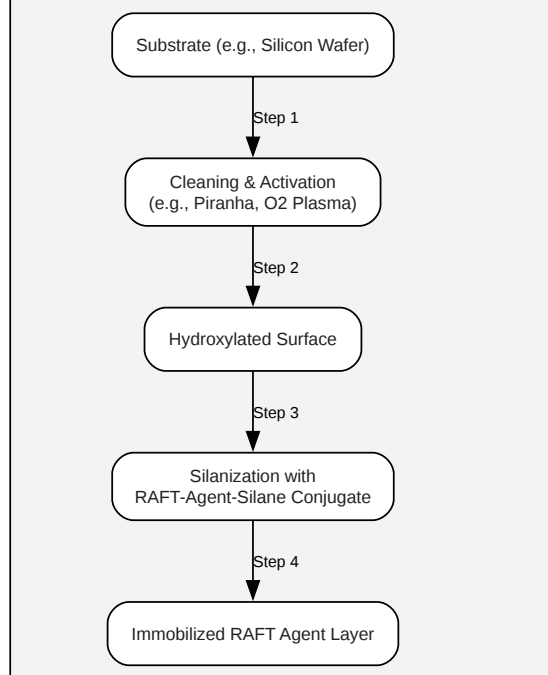 Substrate (e.g., Silicon Wafer)
Step 1
Cleaning & Activation
(e.g., Piranha, O2 Plasma)
Step 2
Hydroxylated Surface
Step 3
Silanization with
RAFT-Agent-Silane Conjugate
Step 4
Immobilized RAFT Agent Layer